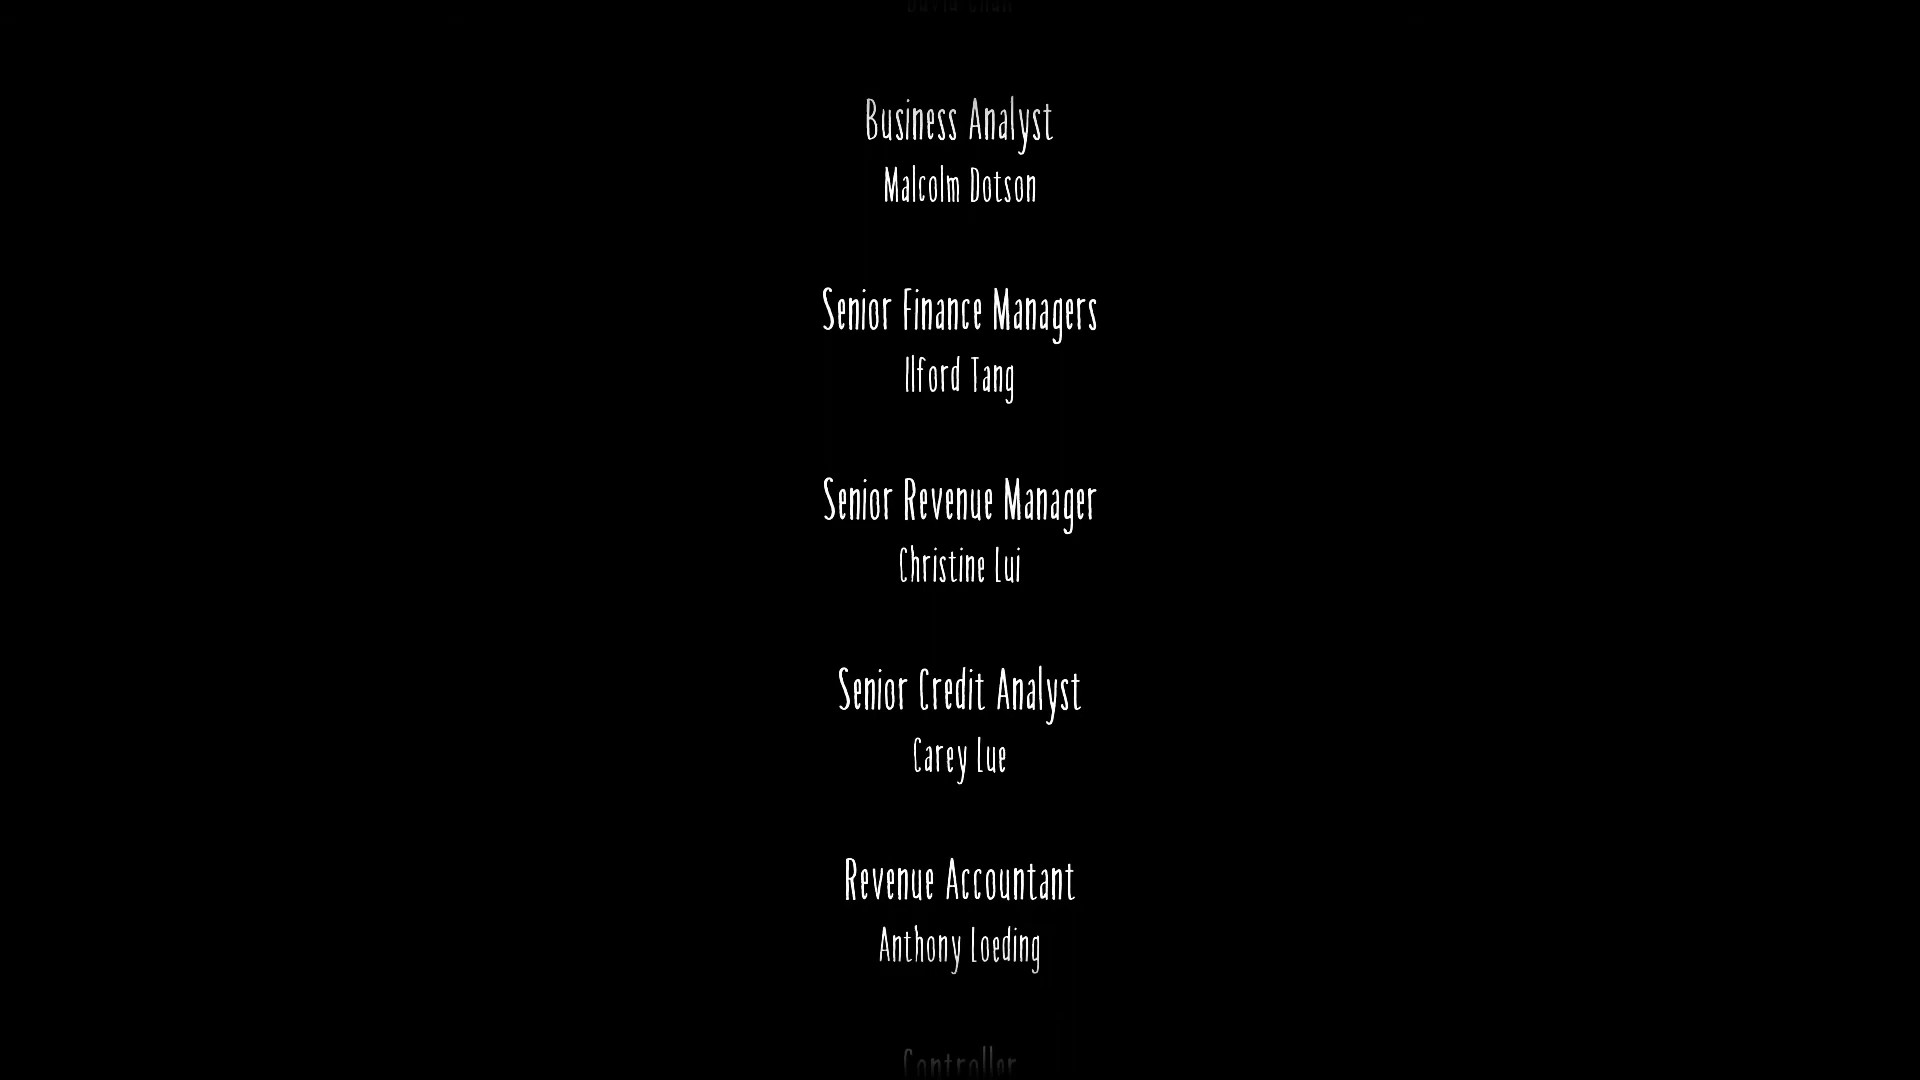 Business Analyst
Malcolm Dotson
Senior Finance Managers
Ilford Tang
Senior Revenue Manager
Christine Lui
Senior Credit Analyst
Carey Lue
Revenue Accountant
Anthony Loeding
Controller